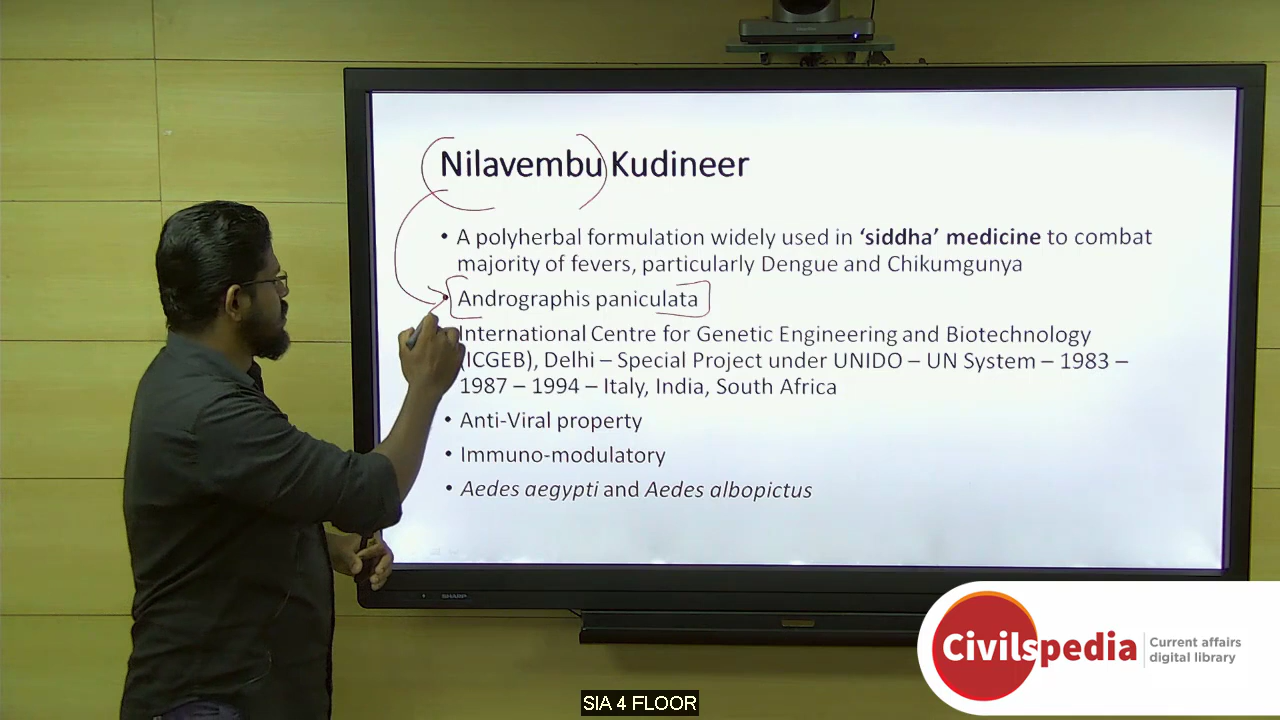 Nilavembu Kudineer
• A polyherbal formulation widely used in ‘siddha’ medicine to combat
majority of fevers, particularly Dengue and Chikumgunya
• Andrographis paniculata
International Centre for Genetic Engineering and Biotechnology
(ICGEB), Delhi – Special Project under UNIDO – UN System – 1983 –
1987 – 1994 – Italy, India, South Africa
• Anti-Viral property
• Immuno-modulatory
• Aedes aegypti and Aedes albopictus
SHARP
Civilspedia
Current affairs
digital library
SIA 4 FLOOR